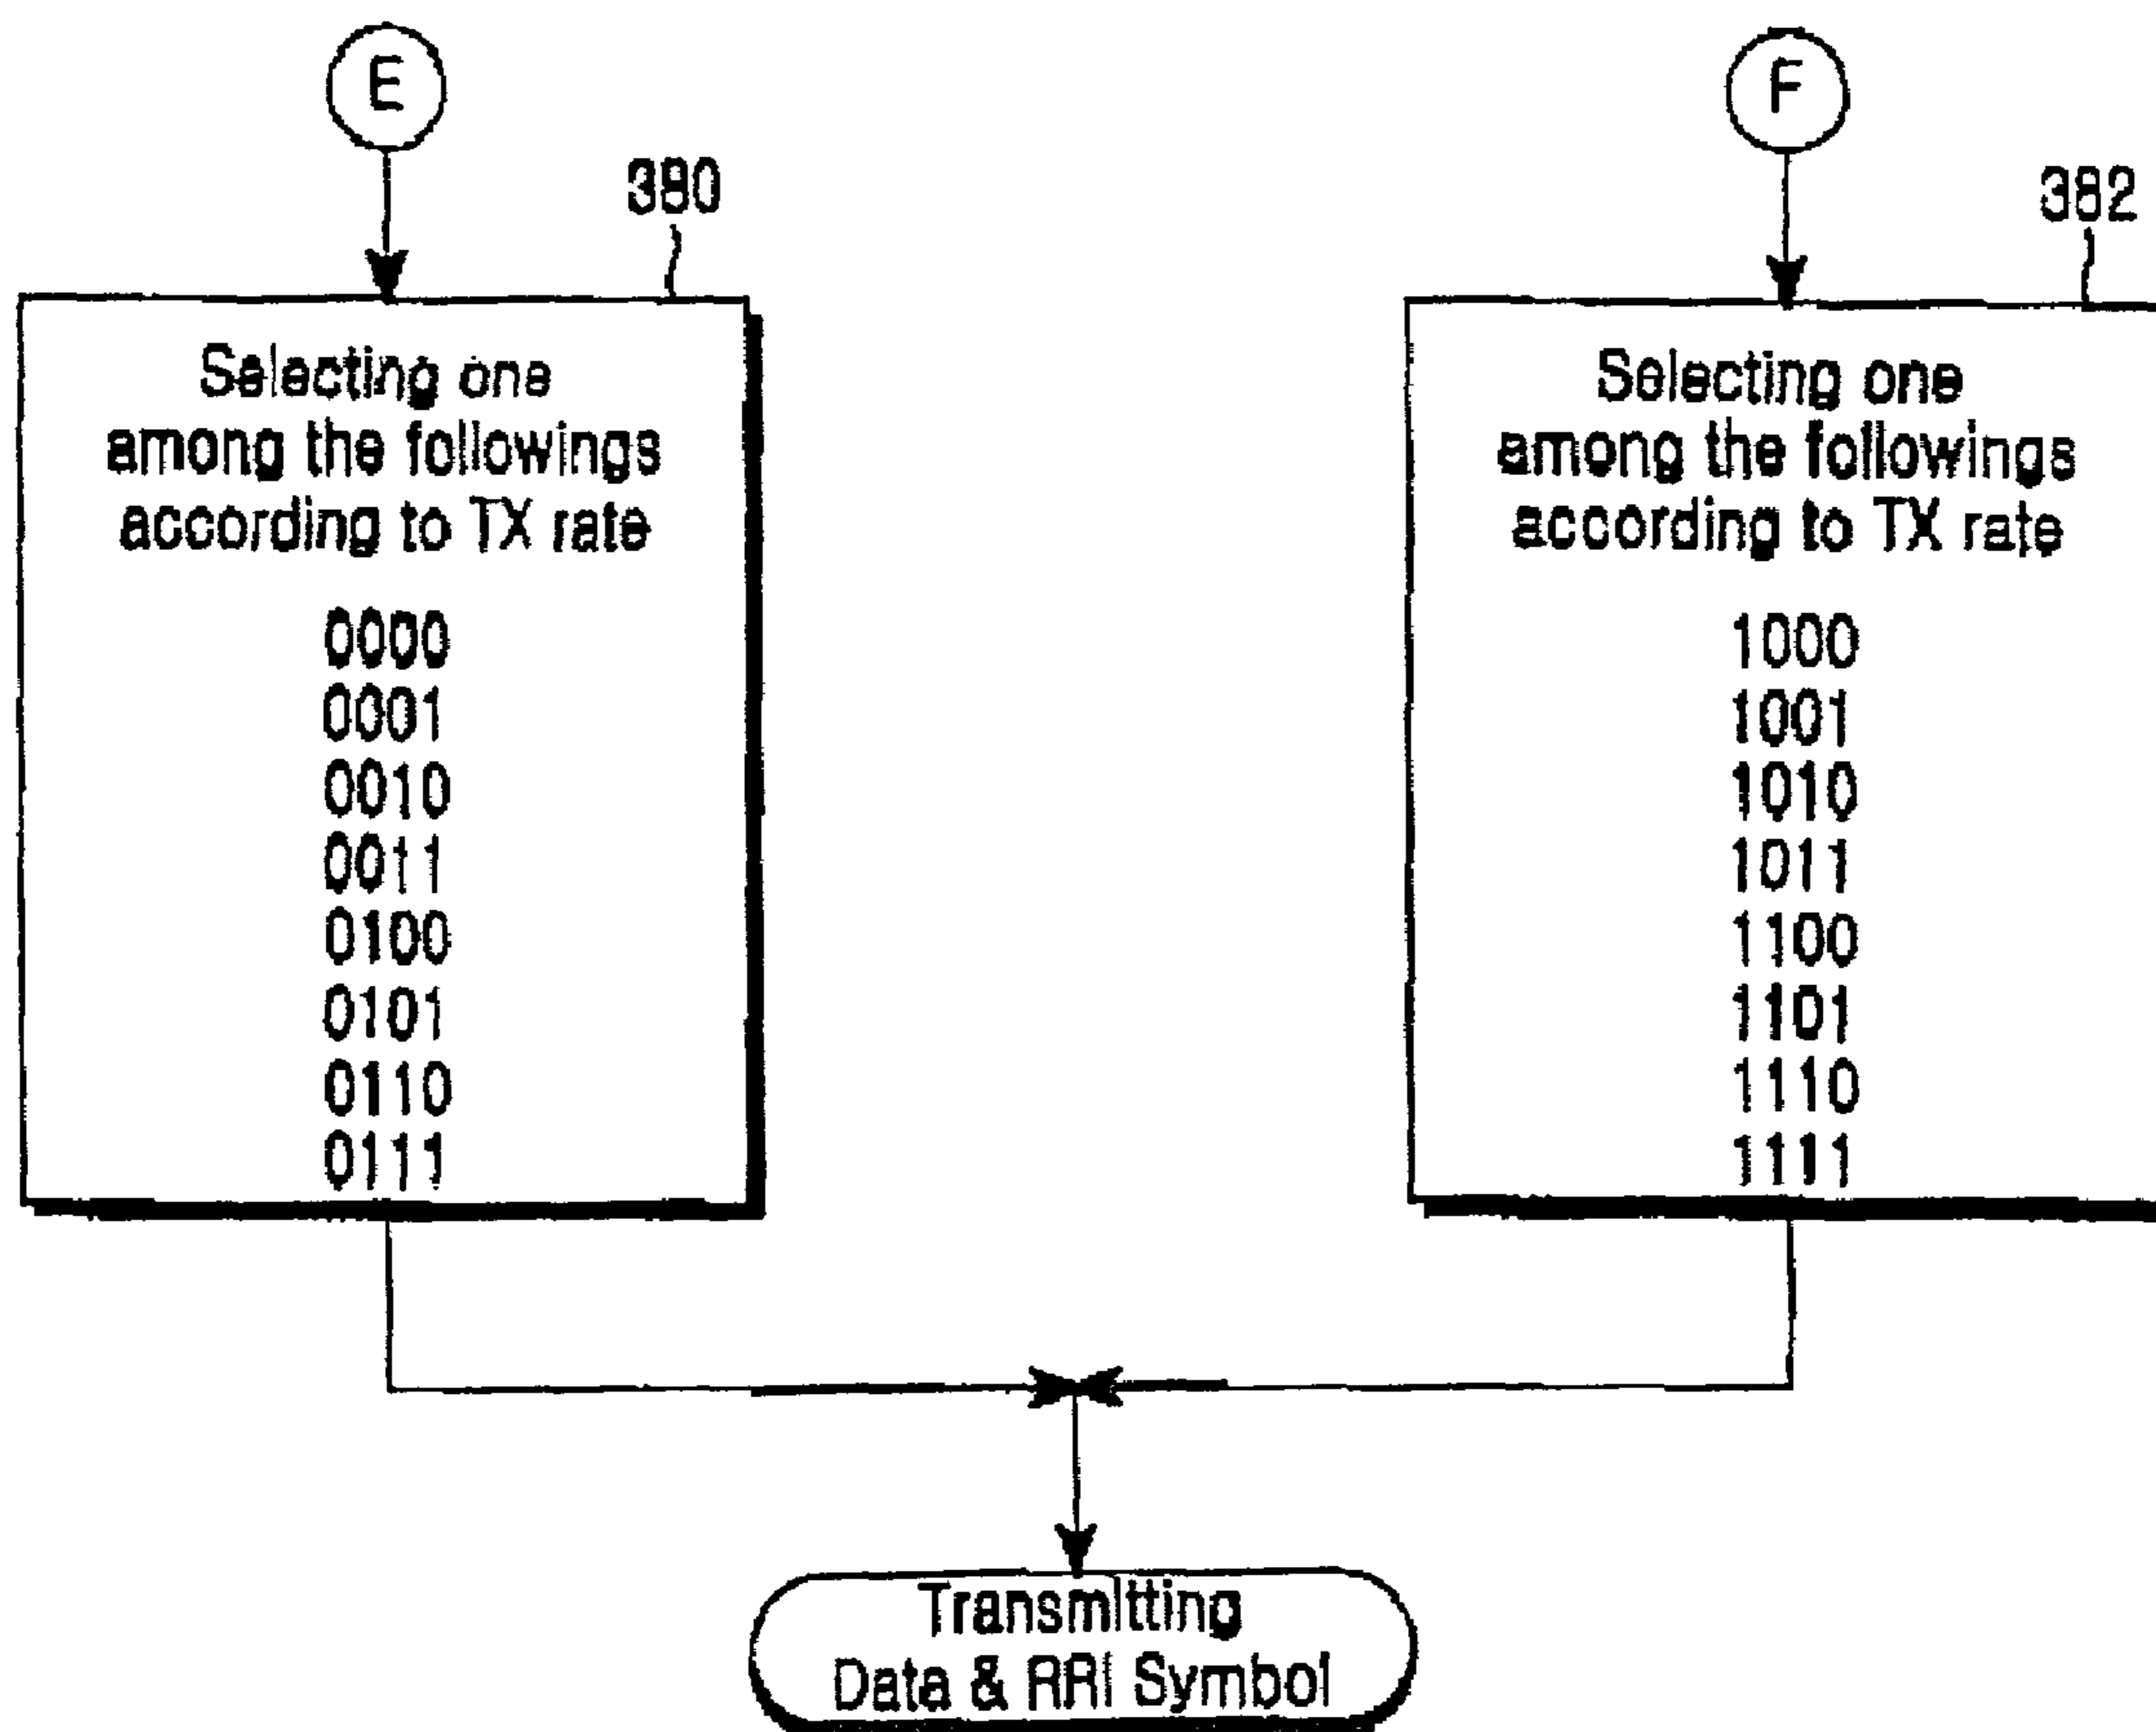 E
F
380
382
Selecting one
among the followings
according to TX rate
0000
0001
0010
0011
0100
0101
0110
0111
Selecting one
among the followings
according to TX rate
1000
1001
1010
1011
1100
1101
1110
1111
Transmitting
Data & RRI Symbol